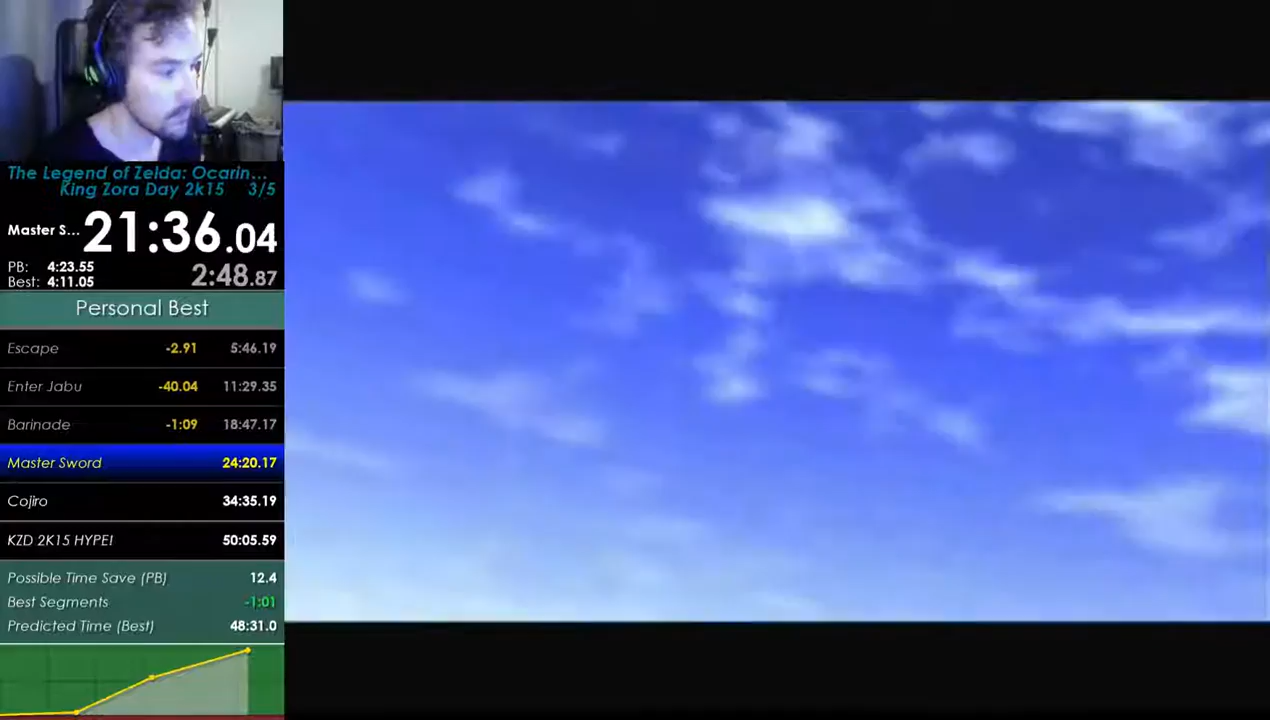 The Legend of Zelda: Ocarin...
King Zora Day 2k15 3/5
Master S... 21:36.04
PB: 4:23.55 2:48.87
Best: 4:11.05
Personal Best
Escape -2.91 5:46.19
Enter Jabu -40.04 11:29.35
Barinade -1:09 18:47.17
Master Sword 24:20.17
Cojiro 34:35.19
KZD 2K15 HYPE! 50:05.59
Possible Time Save (PB) 12.4
Best Segments -1:01
Predicted Time (Best) 48:31.0